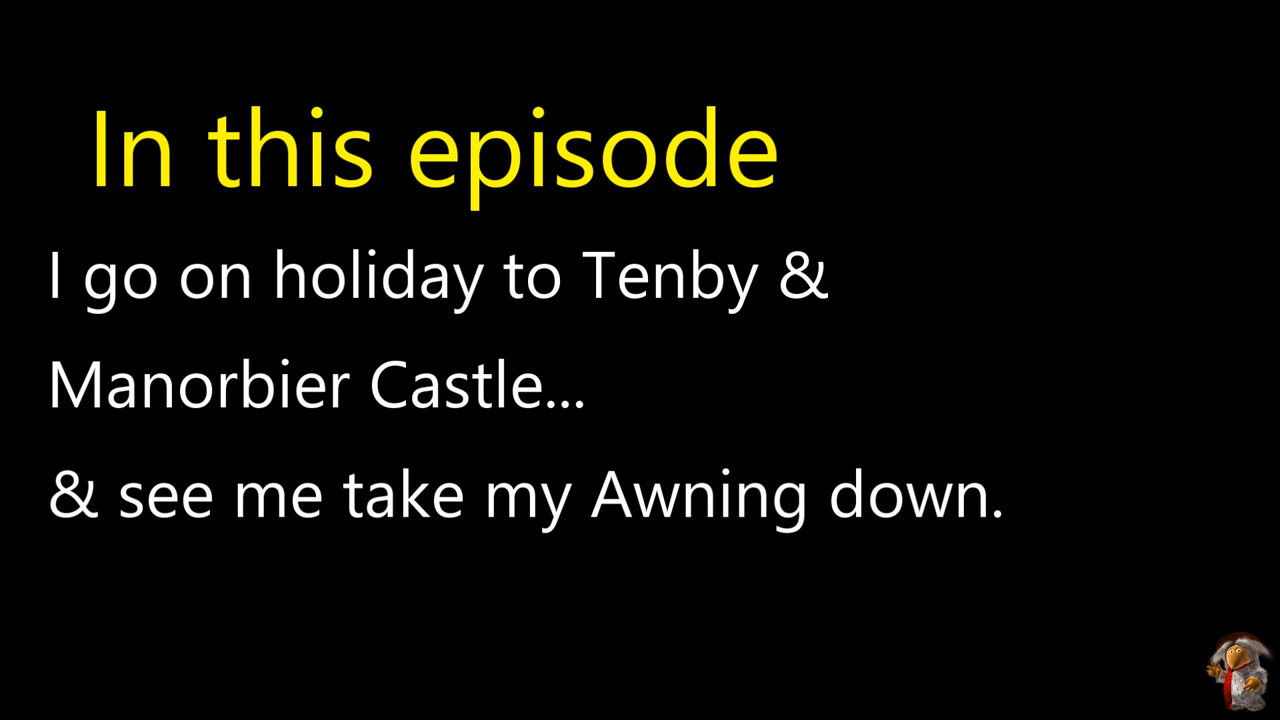 In this episode
I go on holiday to Tenby &
Manorbier Castle...
& see me take my Awning down.